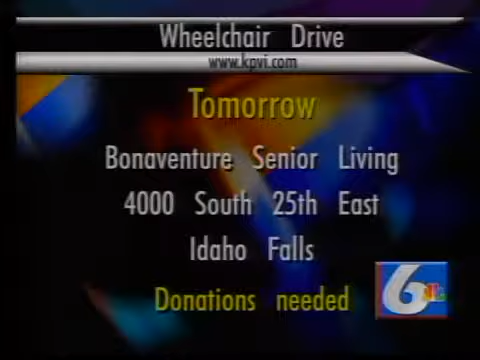 Wheelchair Drive
www.kpvi.com
Tomorrow
Bonaventure Senior Living
4000 South 25th East
Idaho Falls
Donations needed
6